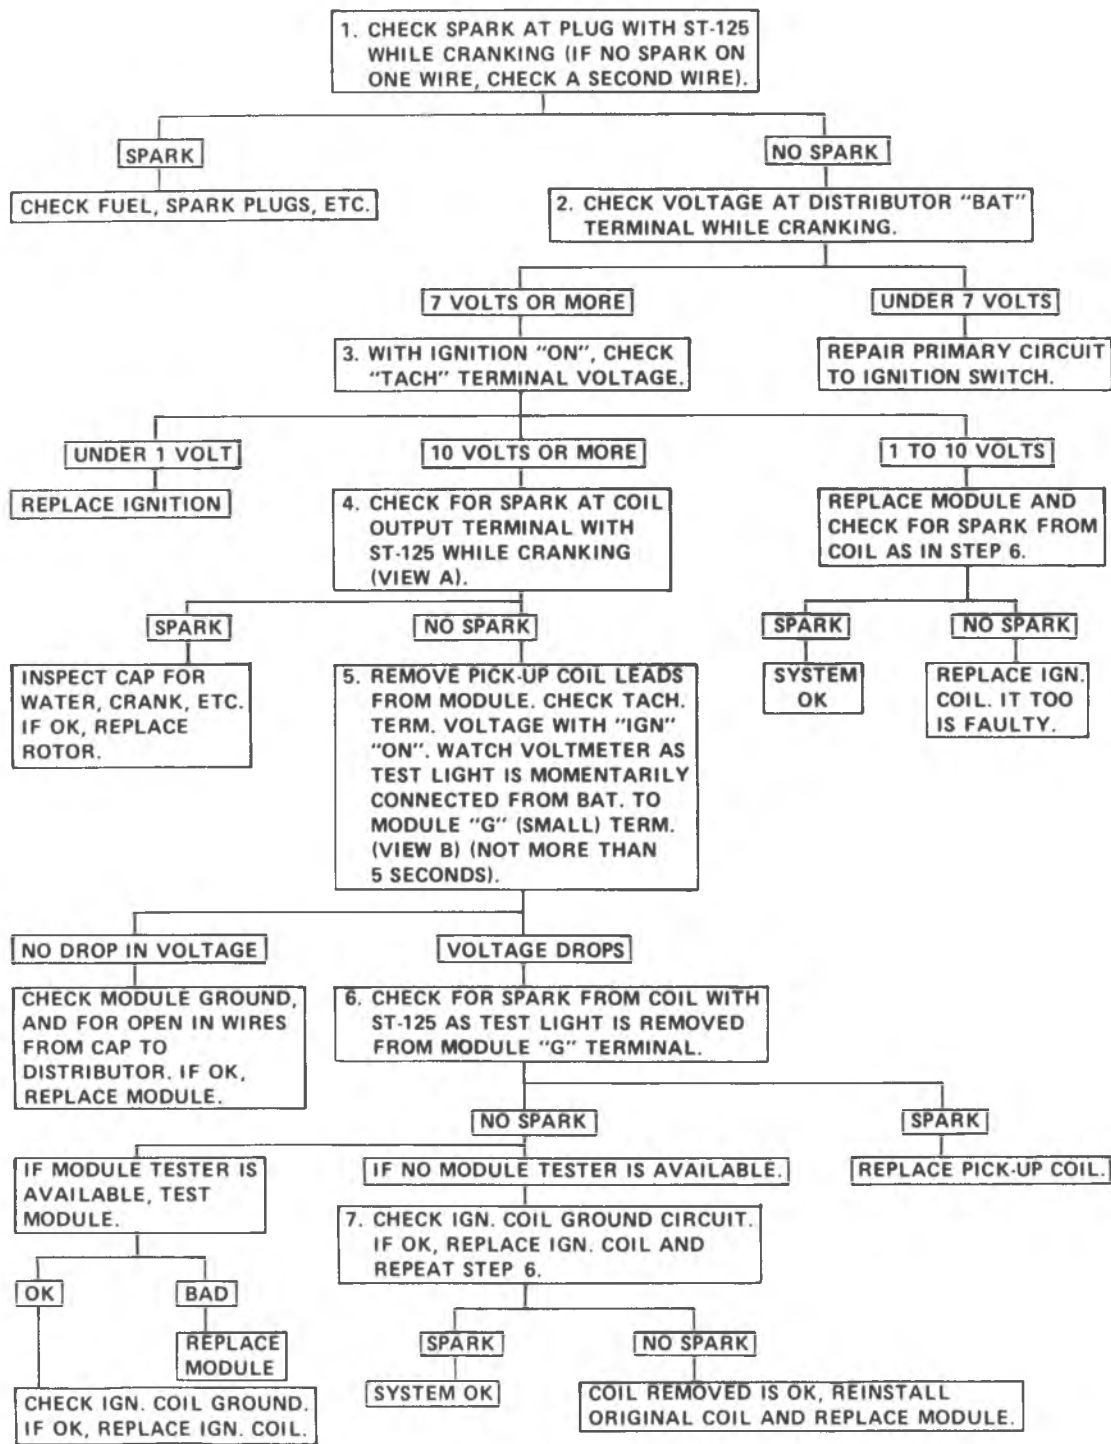 1. CHECK SPARK AT PLUG WITH ST-125
WHILE CRANKING (IF NO SPARK ON
ONE WIRE, CHECK A SECOND WIRE).
SPARK
NO SPARK
CHECK FUEL, SPARK PLUGS, ETC.
2. CHECK VOLTAGE AT DISTRIBUTOR "BAT"
TERMINAL WHILE CRANKING.
7 VOLTS OR MORE
UNDER 7 VOLTS
3. WITH IGNITION "ON", CHECK
"TACH" TERMINAL VOLTAGE.
REPAIR PRIMARY CIRCUIT
TO IGNITION SWITCH.
UNDER 1 VOLT
10 VOLTS OR MORE
1 TO 10 VOLTS
REPLACE IGNITION
4. CHECK FOR SPARK AT COIL
OUTPUT TERMINAL WITH
ST-125 WHILE CRANKING
(VIEW A).
REPLACE MODULE AND
CHECK FOR SPARK FROM
COIL AS IN STEP 6.
SPARK
NO SPARK
SPARK
NO SPARK
INSPECT CAP FOR
WATER, CRANK, ETC.
IF OK, REPLACE
ROTOR.
5. REMOVE PICK-UP COIL LEADS
FROM MODULE. CHECK TACH.
TERM. VOLTAGE WITH "IGN"
"ON". WATCH VOLTMETER AS
TEST LIGHT IS MOMENTARILY
CONNECTED FROM BAT. TO
MODULE "G" (SMALL) TERM.
(VIEW B) (NOT MORE THAN
5 SECONDS).
SYSTEM
OK
REPLACE IGN.
COIL. IT TOO
IS FAULTY.
NO DROP IN VOLTAGE
VOLTAGE DROPS
CHECK MODULE GROUND,
AND FOR OPEN IN WIRES
FROM CAP TO
DISTRIBUTOR. IF OK,
REPLACE MODULE.
6. CHECK FOR SPARK FROM COIL WITH
ST-125 AS TEST LIGHT IS REMOVED
FROM MODULE "G" TERMINAL.
NO SPARK
SPARK
IF MODULE TESTER IS
AVAILABLE, TEST
MODULE.
IF NO MODULE TESTER IS AVAILABLE.
REPLACE PICK-UP COIL.
7. CHECK IGN. COIL GROUND CIRCUIT.
IF OK, REPLACE IGN. COIL AND
REPEAT STEP 6.
OK
BAD
SPARK
NO SPARK
REPLACE
MODULE
CHECK IGN. COIL GROUND.
IF OK, REPLACE IGN. COIL.
SYSTEM OK
COIL REMOVED IS OK, REINSTALL
ORIGINAL COIL AND REPLACE MODULE.